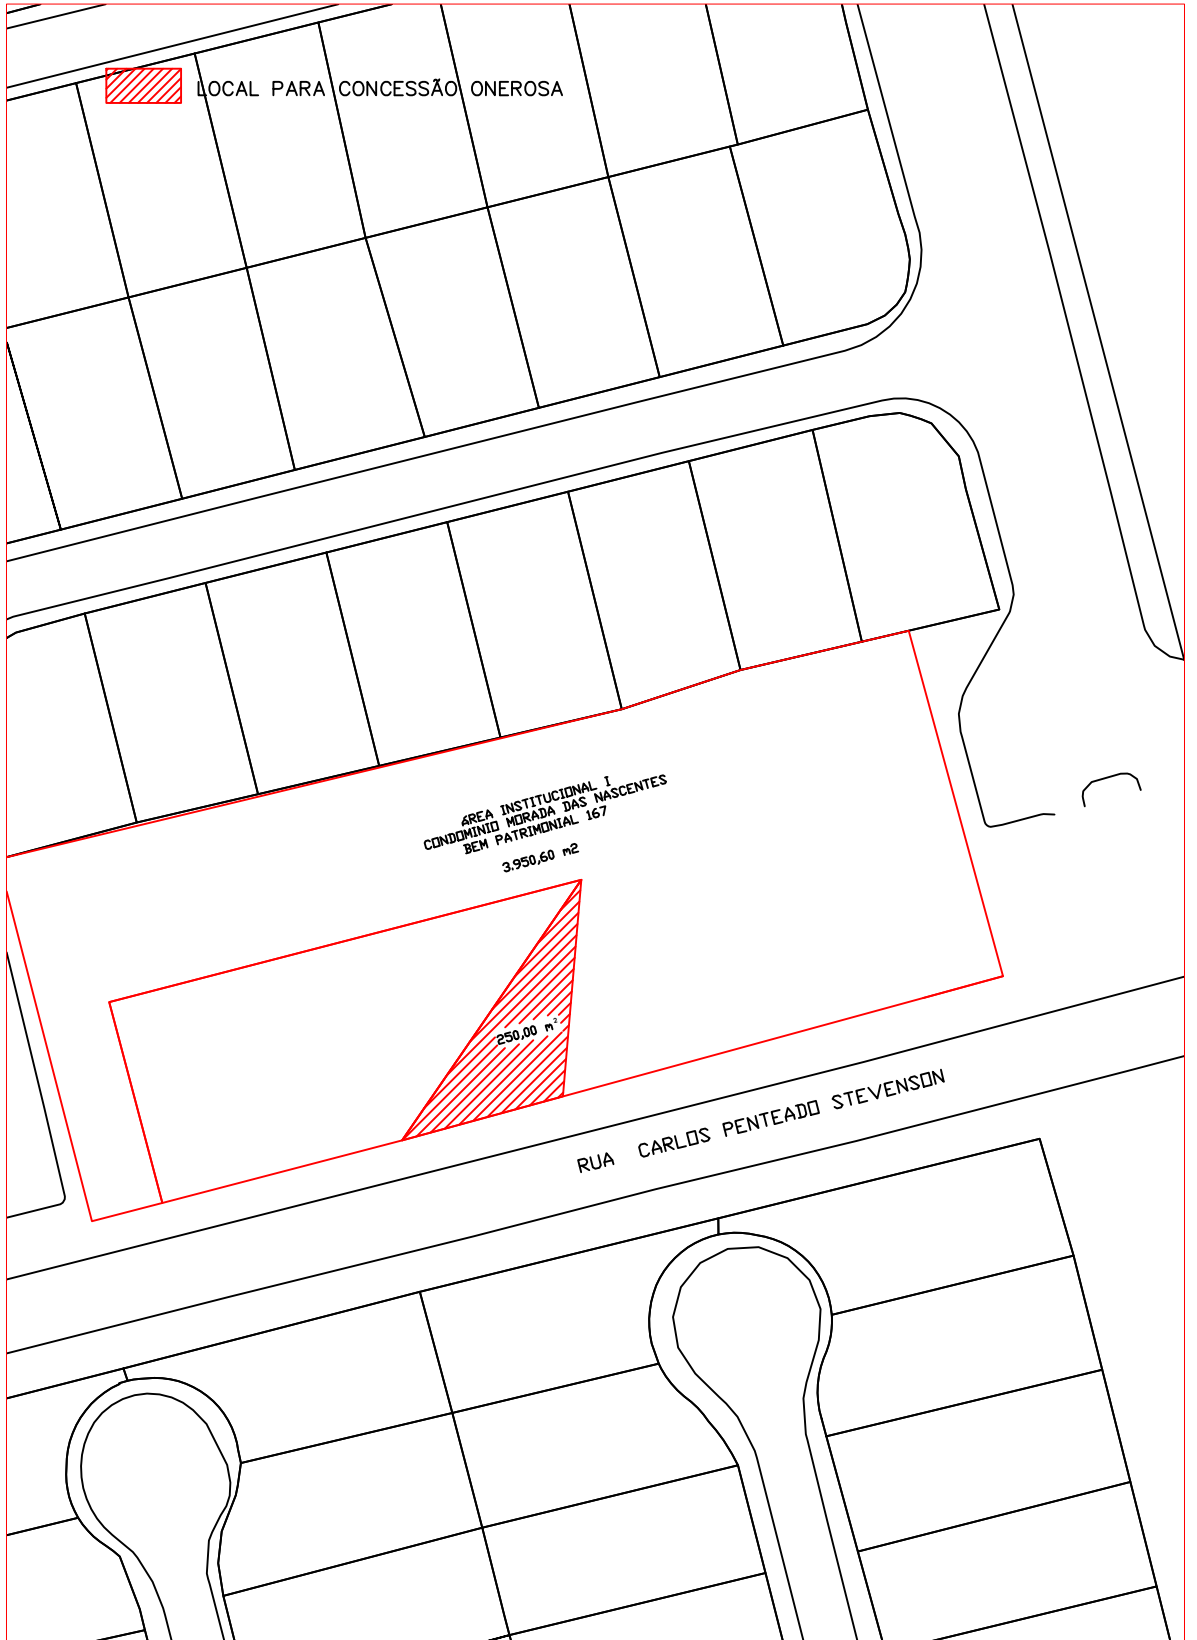 LOCAL PARA CONCESSÃO ONEROSA
ÁREA INSTITUCIONAL I
CONDOMINIO MORADA DAS NASCENTES
BEM PATRIMONIAL 167
3.950,60 m2
250,00 m²
RUA CARLOS PENTEADO STEVENSON